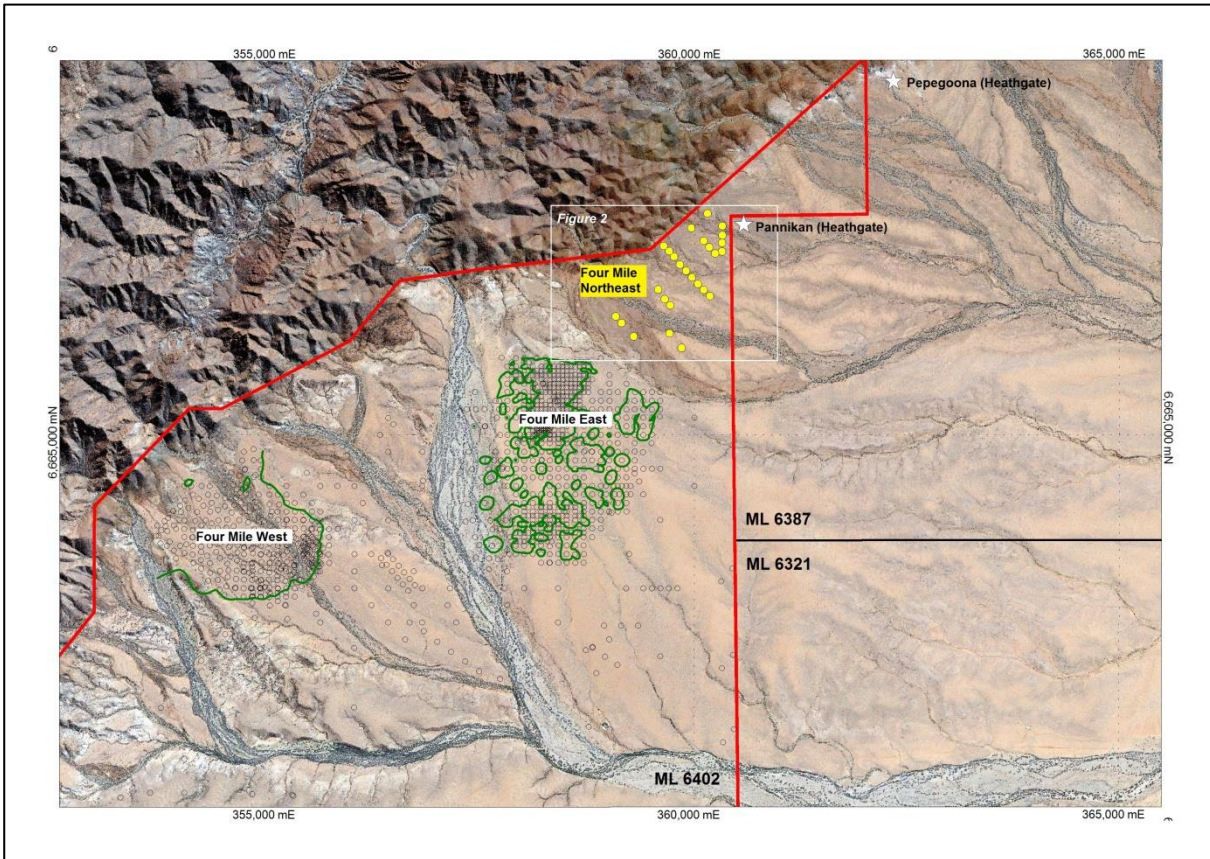 355,000 mE
360,000 mE
365,000 mE
6
Pepegoona (Heathgate)
Figure 2
Pannikan (Heathgate)
Four Mile
Northeast
6,665,000 mN
Four Mile East
6,665,000 mN
Four Mile West
ML 6387
ML 6321
ML 6402
355,000 mE
360,000 mE
365,000 mE
6